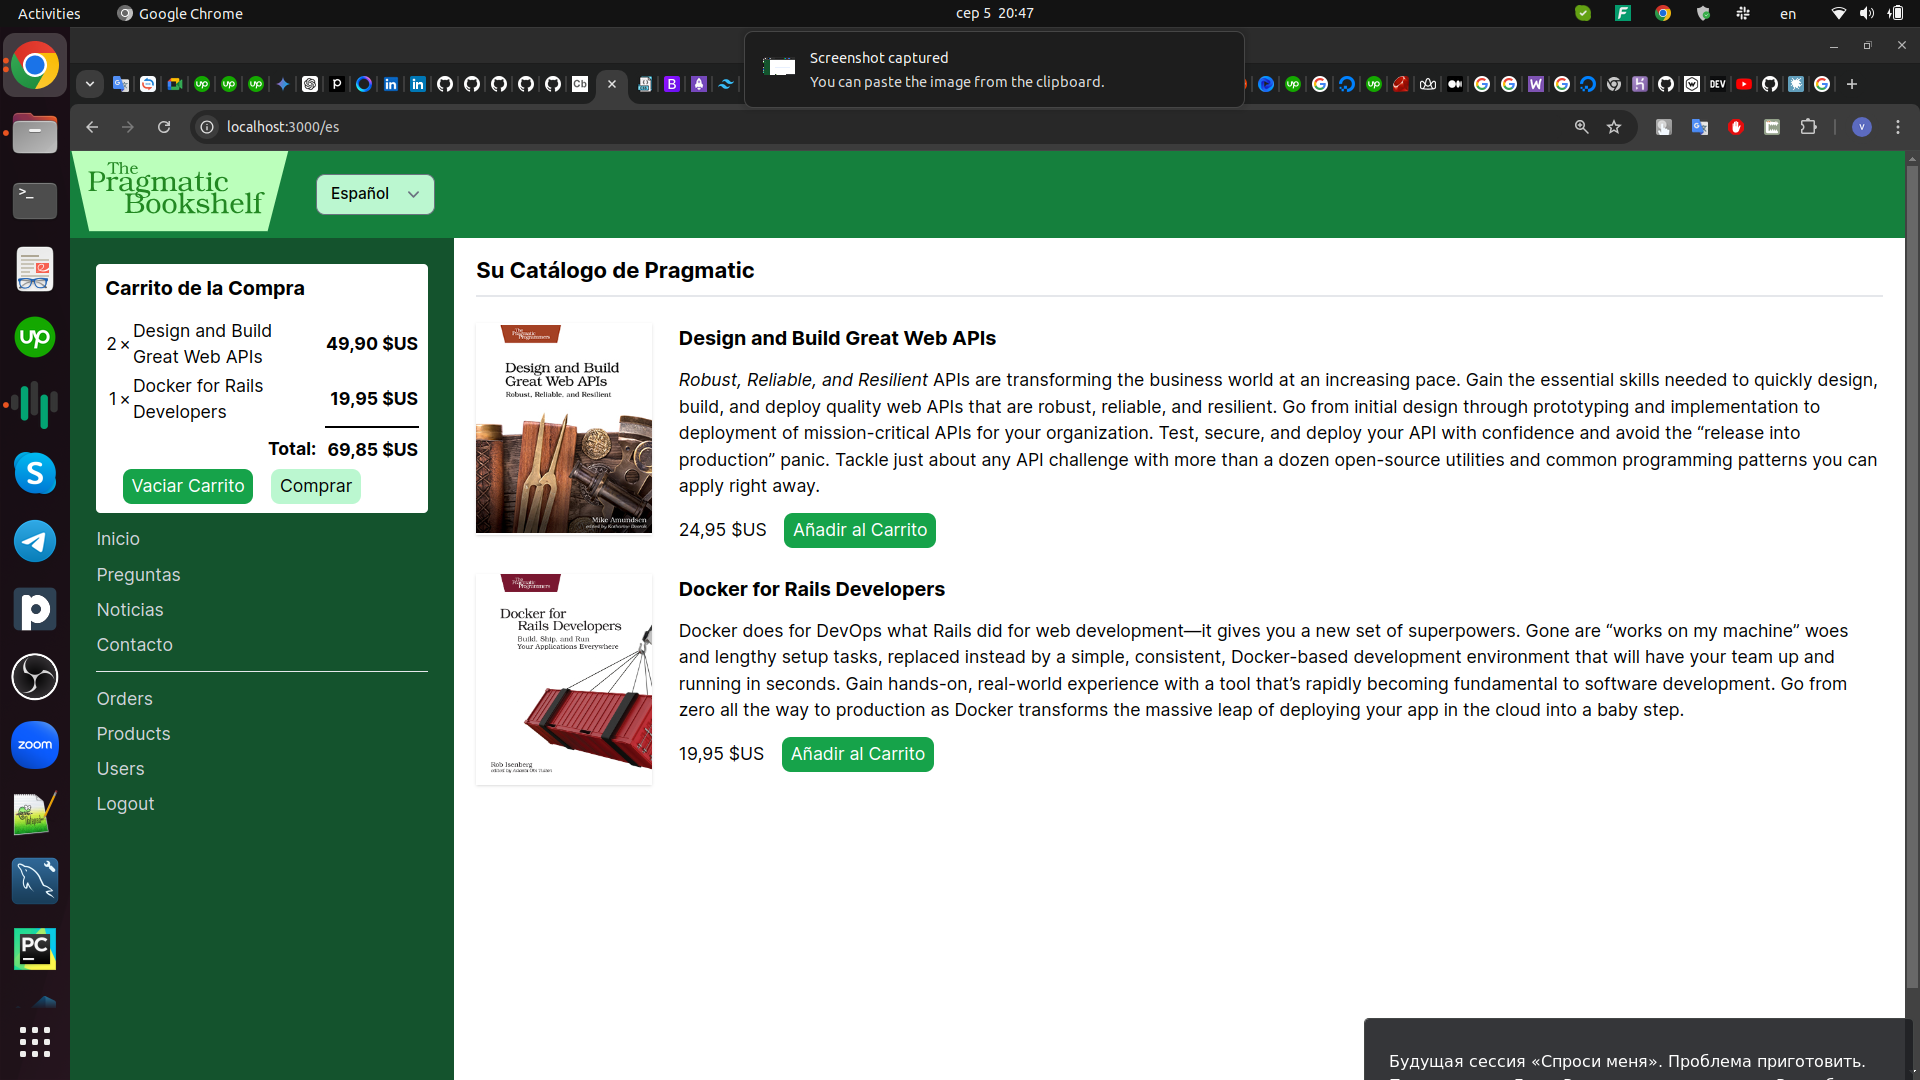 Activities
Google Chrome
сер 5 20:47
en
Screenshot captured
You can paste the image from the clipboard.
localhost:3000/es
The
Pragmatic
Bookshelf
Español
Carrito de la Compra
2 × Design and Build
Great Web APIs
49,90 $US
1 × Docker for Rails
Developers
19,95 $US
Total: 69,85 $US
Vaciar Carrito
Comprar
Inicio
Preguntas
Noticias
Contacto
Orders
Products
Users
Logout
Su Catálogo de Pragmatic
The
Pragmatic
Programmers
Design and Build
Great Web APIs
Robust, Reliable, and Resilient
Mike Amundsen
Design and Build Great Web APIs
Robust, Reliable, and Resilient APIs are transforming the business world at an increasing pace. Gain the essential skills needed to quickly design,
build, and deploy quality web APIs that are robust, reliable, and resilient. Go from initial design through prototyping and implementation to
deployment of mission-critical APIs for your organization. Test, secure, and deploy your API with confidence and avoid the “release into
production” panic. Tackle just about any API challenge with more than a dozen open-source utilities and common programming patterns you can
apply right away.
24,95 $US
Añadir al Carrito
Docker for
Rails Developers
Build, Ship, and Run
Your Applications Everywhere
Rob Isenberg
Docker for Rails Developers
Docker does for DevOps what Rails did for web development—it gives you a new set of superpowers. Gone are “works on my machine” woes
and lengthy setup tasks, replaced instead by a simple, consistent, Docker-based development environment that will have your team up and
running in seconds. Gain hands-on, real-world experience with a tool that’s rapidly becoming fundamental to software development. Go from
zero all the way to production as Docker transforms the massive leap of deploying your app in the cloud into a baby step.
19,95 $US
Añadir al Carrito
Будущая сессия «Спроси меня». Проблема приготовить.